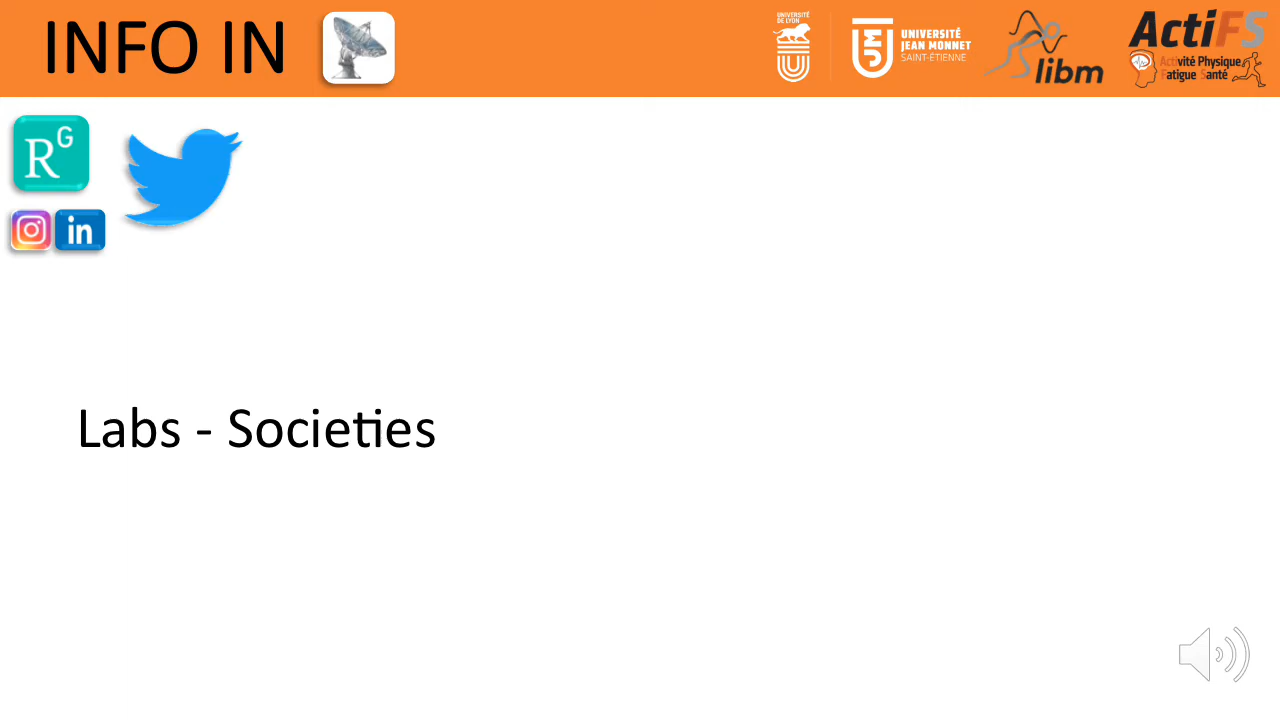 INFO IN
UNIVERSITÉ
DE LYON
UNIVERSITÉ
JEAN MONNET
SAINT-ÉTIENNE
libm
ActiFS
Activité Physique
Fatigue Santé
RG
in
Labs - Societies